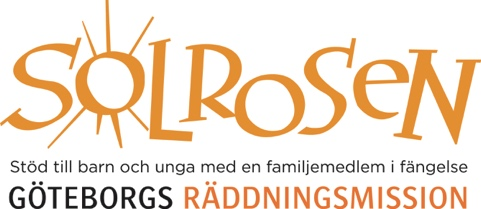 SOLROSEN
Stöd till barn och unga med en familjemedlem i fängelse
GÖTEBORGS RÄDDNINGSMISSION